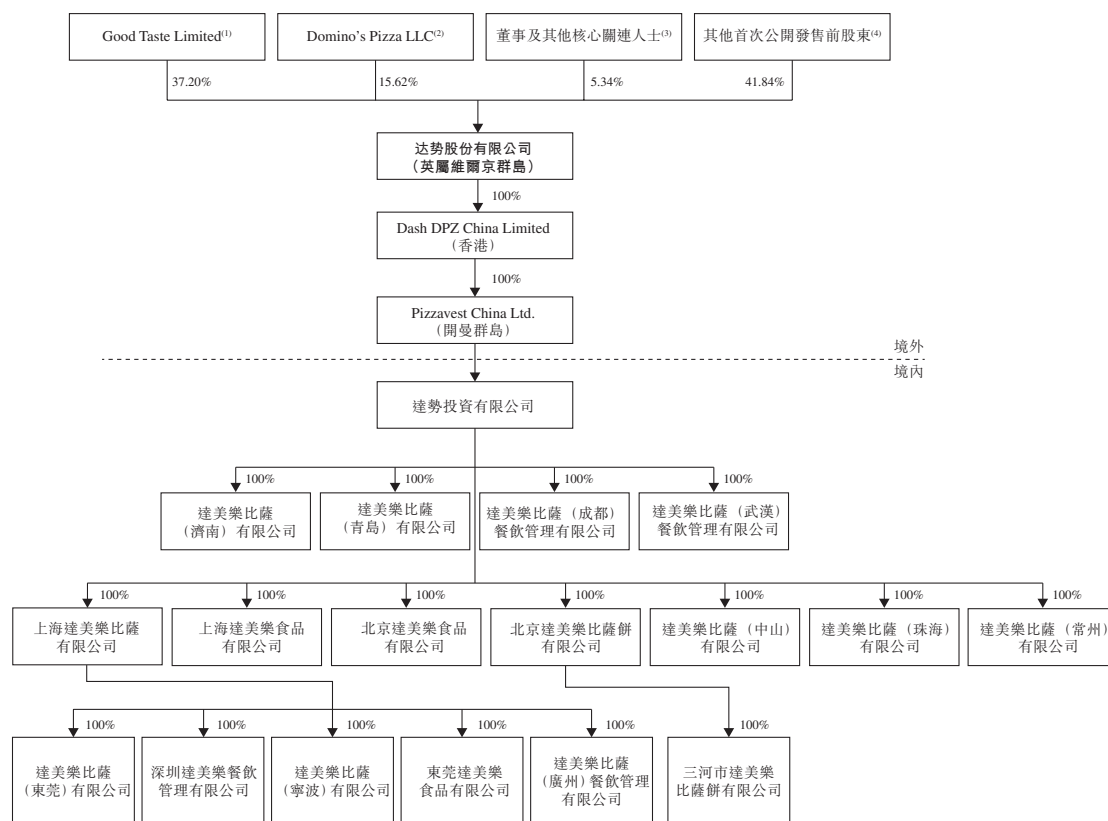 Good Taste Limited(1)
Domino's Pizza LLC(2)
董事及其他核心關連人士(3)
其他首次公開發售前股東(4)
37.20%
15.62%
5.34%
41.84%
达势股份有限公司
（英屬維爾京群島）
100%
Dash DPZ China Limited
（香港）
100%
Pizzavest China Ltd.
（開曼群島）
境外
境內
達勢投資有限公司
100%
100%
100%
100%
達美樂比薩
（濟南）有限公司
達美樂比薩
（青島）有限公司
達美樂比薩（成都）
餐飲管理有限公司
達美樂比薩（武漢）
餐飲管理有限公司
100%
100%
100%
100%
100%
100%
100%
上海達美樂比薩
有限公司
上海達美樂食品
有限公司
北京達美樂食品
有限公司
北京達美樂比薩餅
有限公司
達美樂比薩（中山）
有限公司
達美樂比薩（珠海）
有限公司
達美樂比薩（常州）
有限公司
100%
100%
100%
100%
100%
100%
達美樂比薩
（東莞）有限公司
深圳達美樂餐飲
管理有限公司
達美樂比薩
（寧波）有限公司
東莞達美樂
食品有限公司
達美樂比薩
（廣州）餐飲管理
有限公司
三河市達美樂
比薩餅有限公司